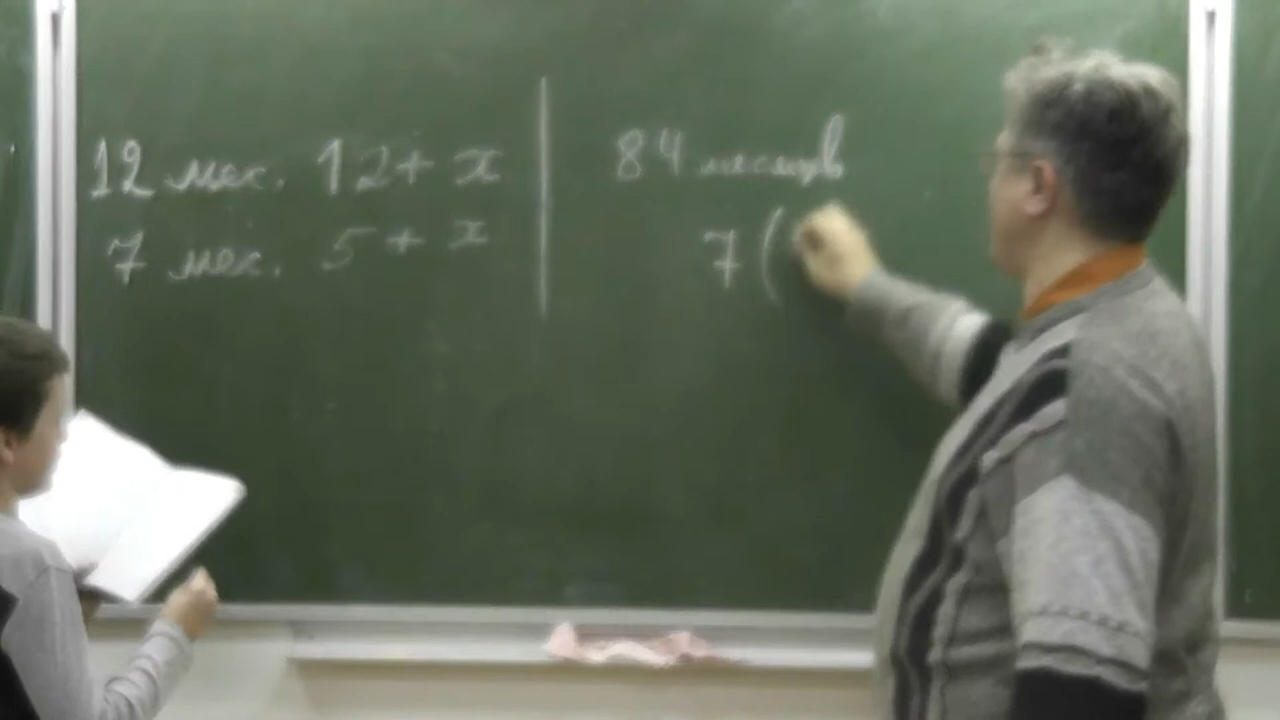 12 мес. 12 + x
7 мес. 5 + x
84 месяцев
7 (